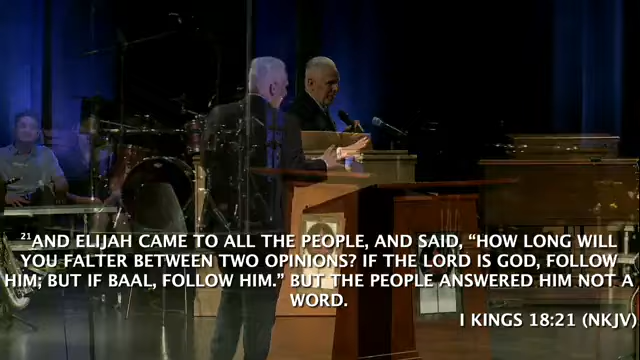 ²¹AND ELIJAH CAME TO ALL THE PEOPLE, AND SAID, “HOW LONG WILL
YOU FALTER BETWEEN TWO OPINIONS? IF THE LORD IS GOD, FOLLOW
HIM; BUT IF BAAL, FOLLOW HIM.” BUT THE PEOPLE ANSWERED HIM NOT A
WORD.
I KINGS 18:21 (NKJV)